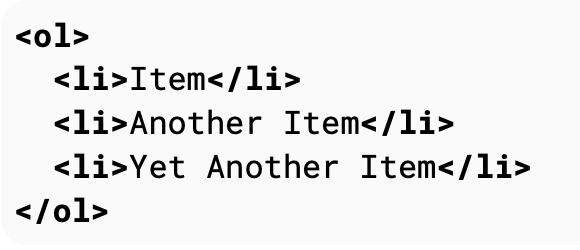 <ol>
  <li>Item</li>
  <li>Another Item</li>
  <li>Yet Another Item</li>
</ol>